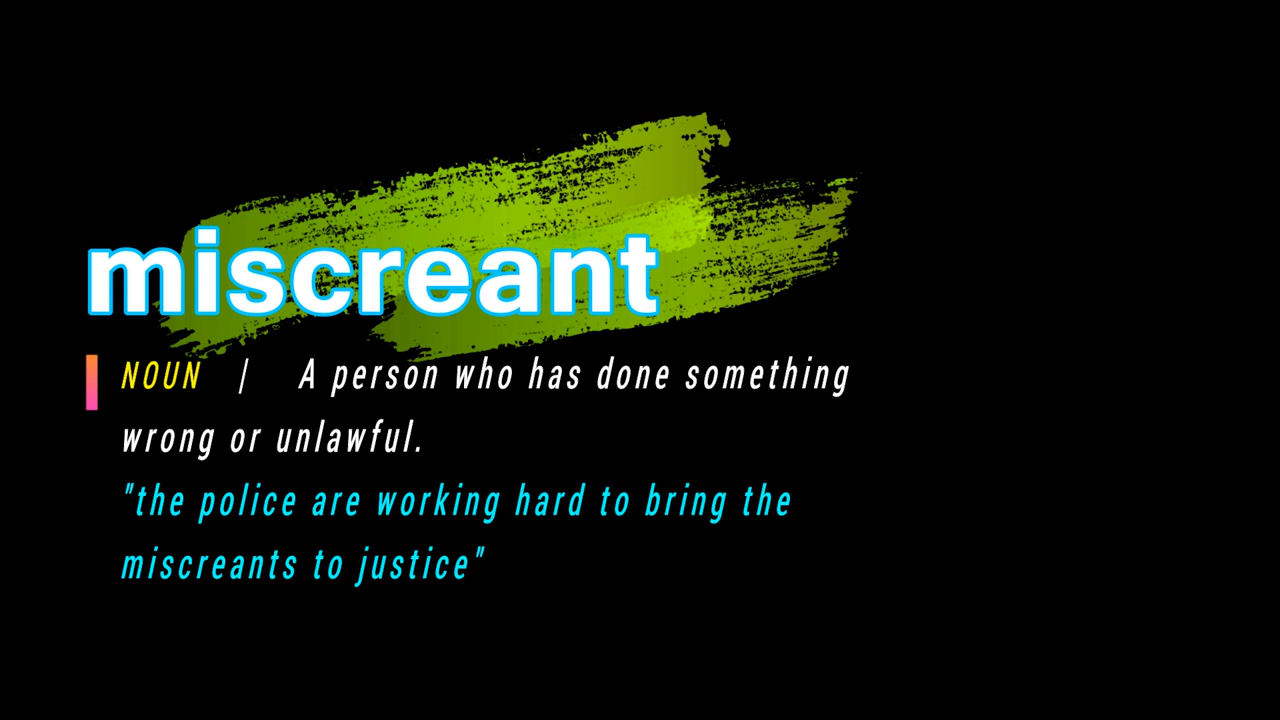 miscreant
NOUN | A person who has done something
wrong or unlawful.
"the police are working hard to bring the
miscreants to justice"